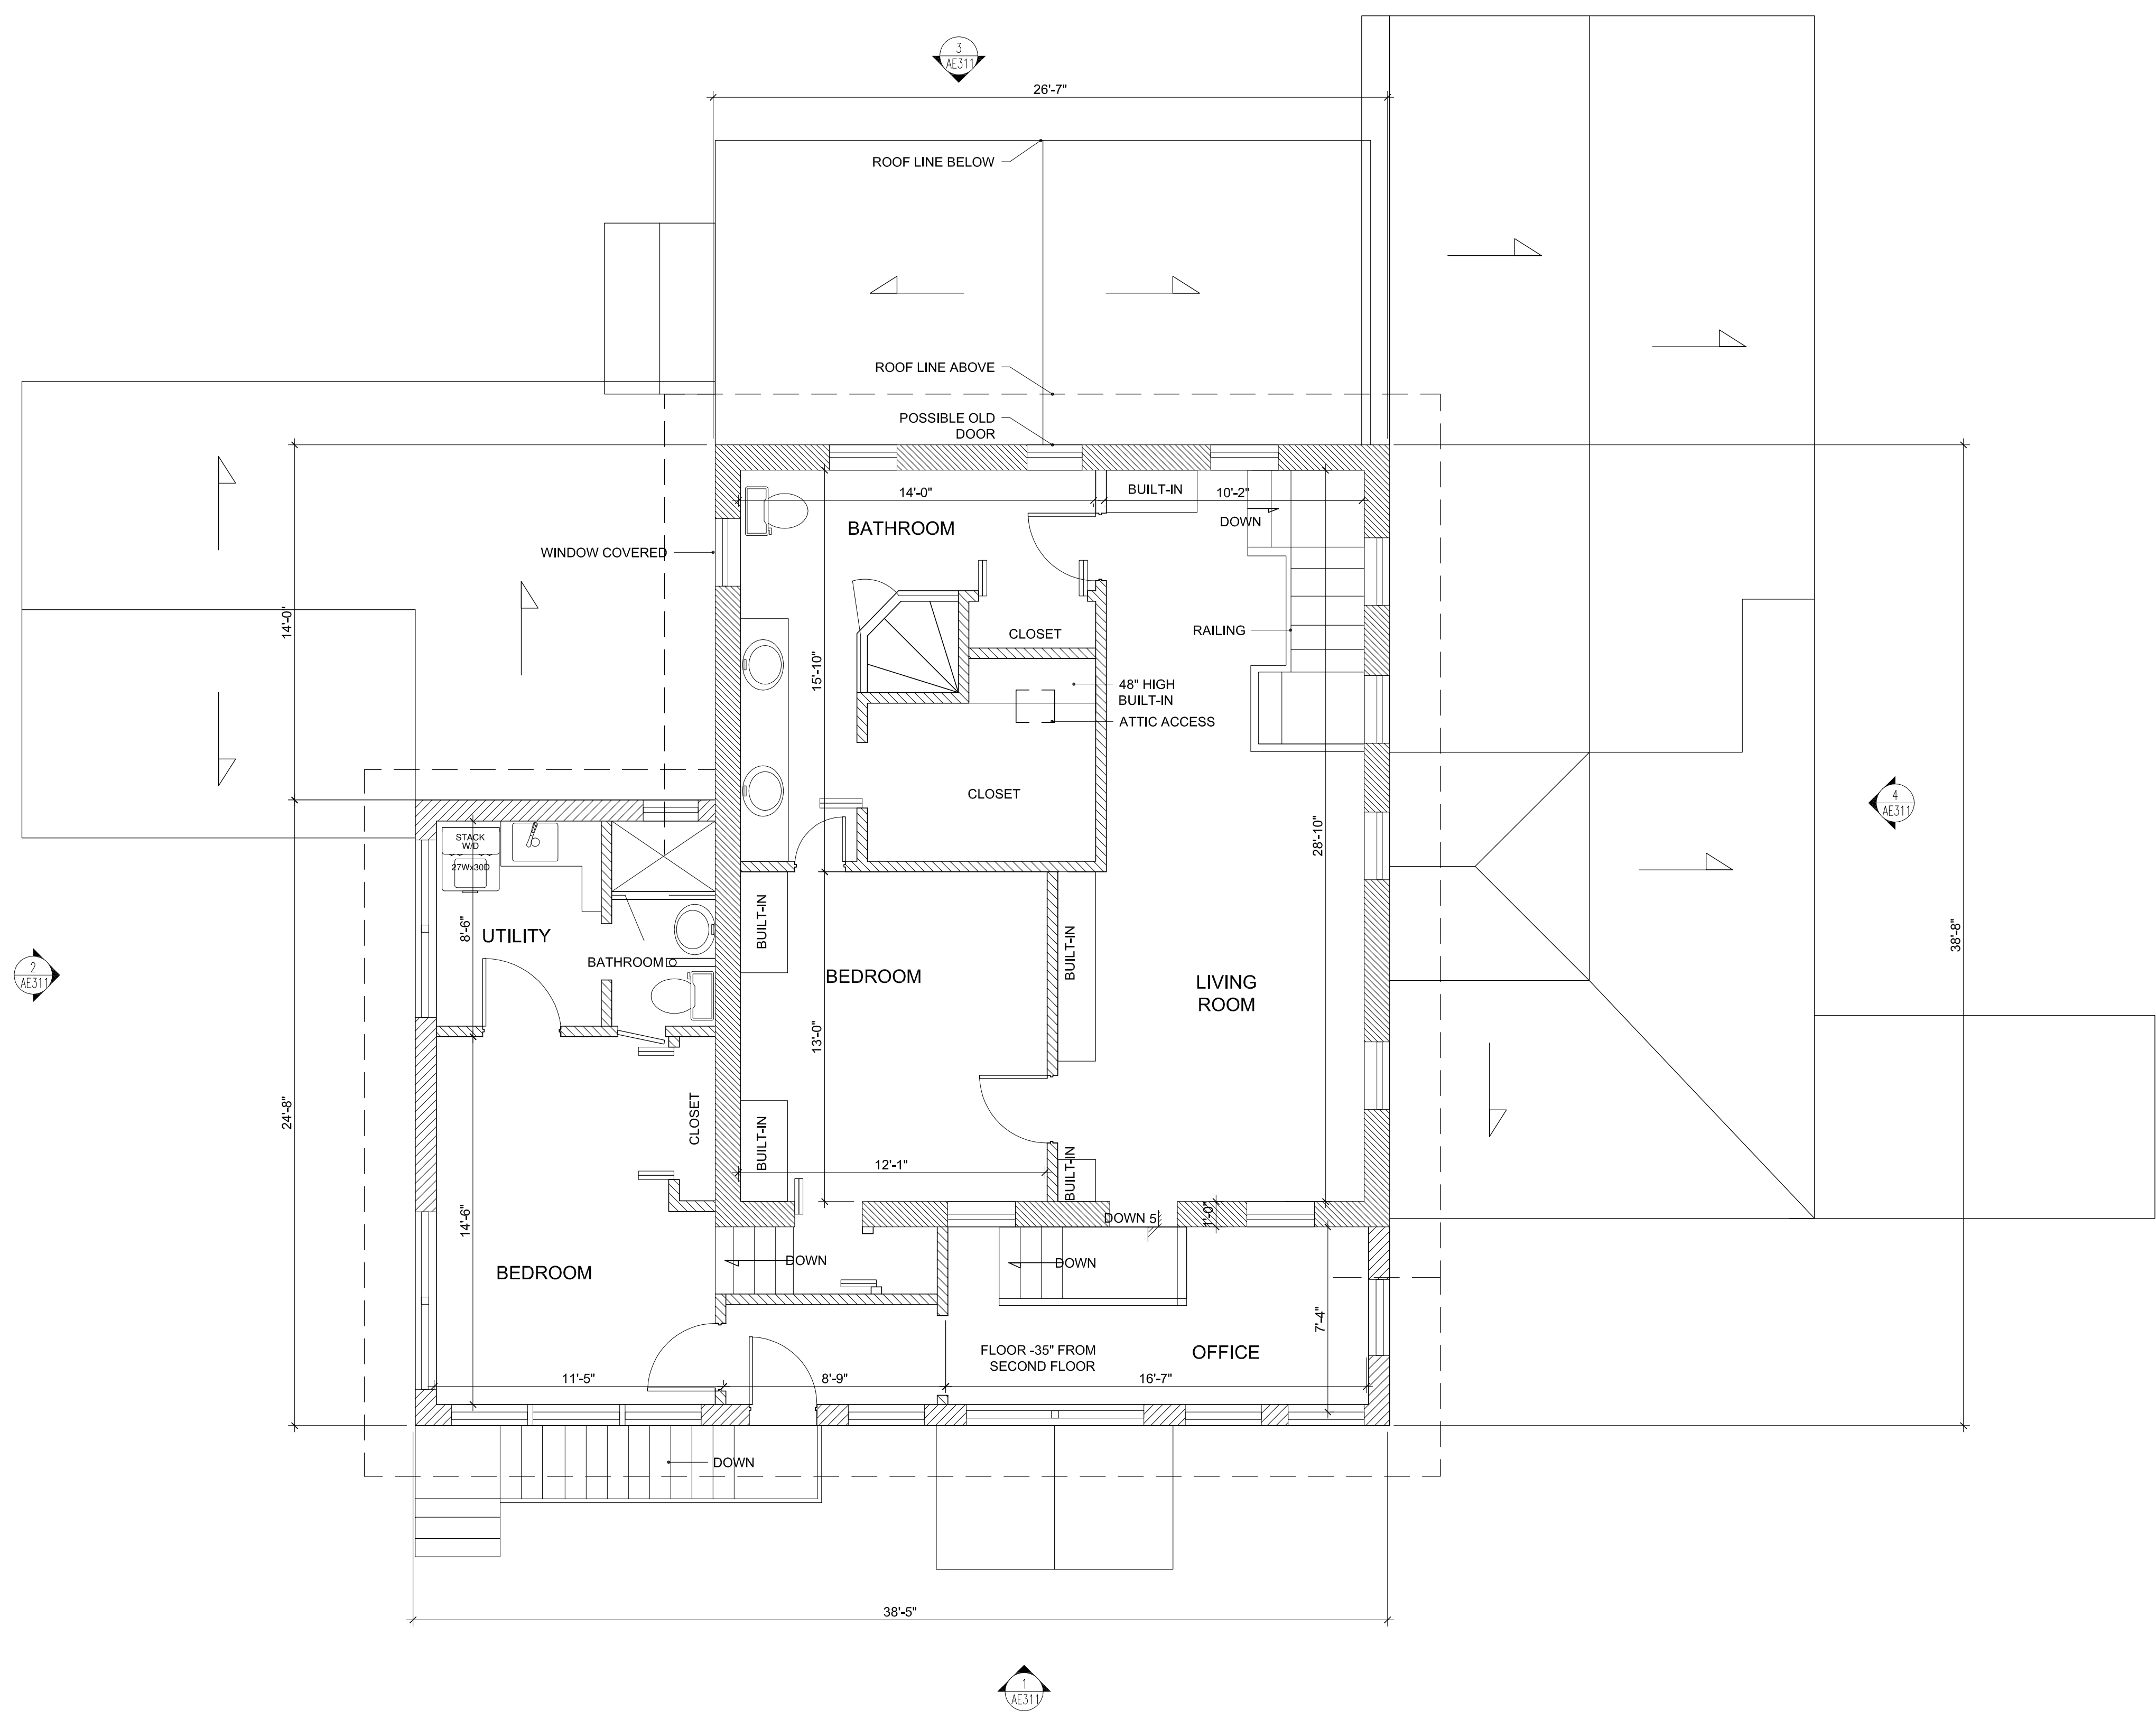 3
AE311
26'-7"
ROOF LINE BELOW
ROOF LINE ABOVE
POSSIBLE OLD
DOOR
14'-0"
BUILT-IN
10'-2"
DOWN
BATHROOM
WINDOW COVERED
14'-0"
RAILING
CLOSET
15'-10"
48" HIGH
BUILT-IN
ATTIC ACCESS
CLOSET
4
AE311
STACK
W/D
27Wx30D
28'-10"
8'-6"
UTILITY
BUILT-IN
BUILT-IN
38'-8"
BATHROOM
2
AE311
BEDROOM
LIVING
ROOM
13'-0"
24'-8"
CLOSET
BUILT-IN
12'-1"
BUILT-IN
14'-6"
DOWN 5
1'-0"
DOWN
DOWN
BEDROOM
7'-4"
FLOOR -35" FROM
SECOND FLOOR
OFFICE
11'-5"
8'-9"
16'-7"
DOWN
38'-5"
1
AE311